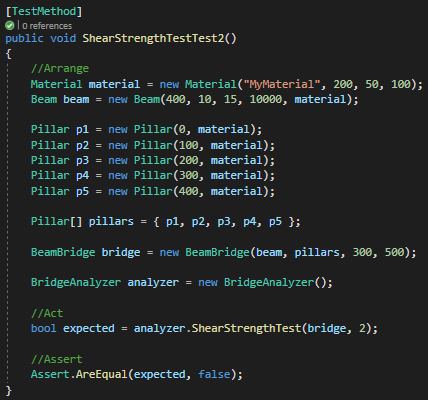 [TestMethod]
0 references
public void ShearStrengthTestTest2()
{
//Arrange
Material material = new Material("MyMaterial", 200, 50, 100);
Beam beam = new Beam(400, 10, 15, 10000, material);
Pillar p1 = new Pillar(0, material);
Pillar p2 = new Pillar(100, material);
Pillar p3 = new Pillar(200, material);
Pillar p4 = new Pillar(300, material);
Pillar p5 = new Pillar(400, material);
Pillar[] pillars = { p1, p2, p3, p4, p5 };
BeamBridge bridge = new BeamBridge(beam, pillars, 300, 500);
BridgeAnalyzer analyzer = new BridgeAnalyzer();
//Act
bool expected = analyzer.ShearStrengthTest(bridge, 2);
//Assert
Assert.AreEqual(expected, false);
}